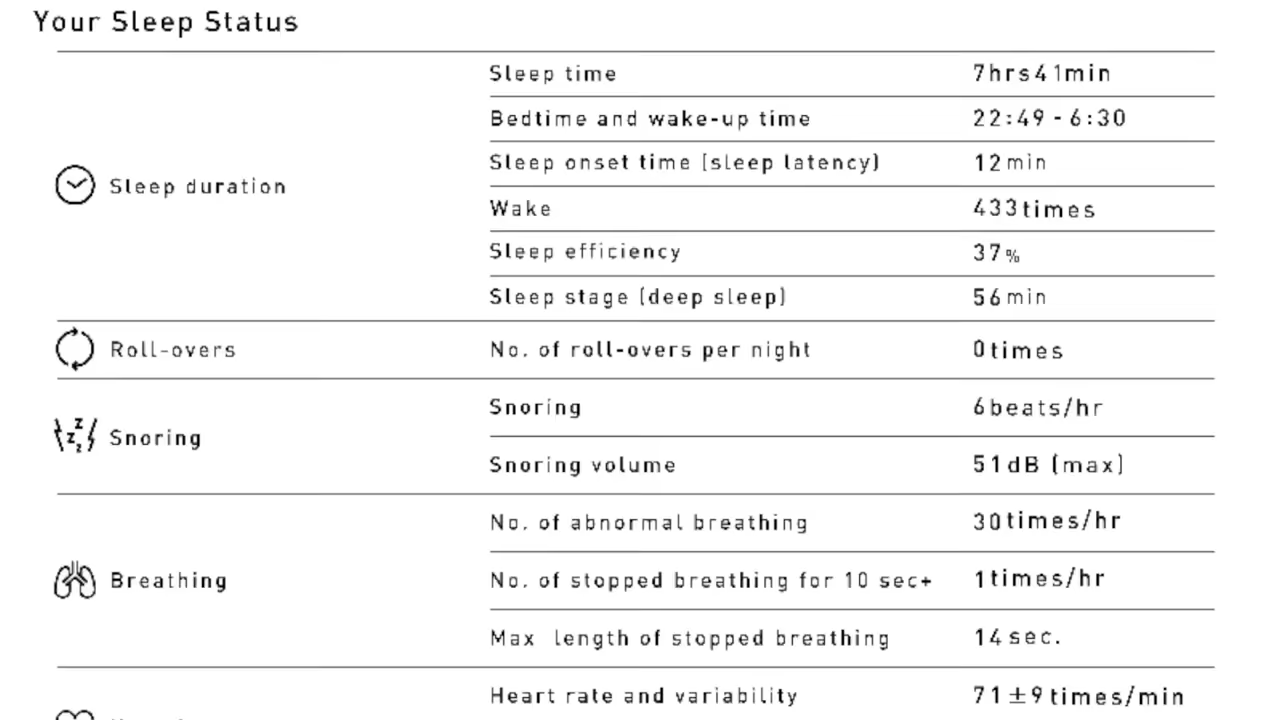 Your Sleep Status
Sleep duration
Sleep time 7hrs41min
Bedtime and wake-up time 22:49 - 6:30
Sleep onset time (sleep latency) 12min
Wake 433times
Sleep efficiency 37%
Sleep stage (deep sleep) 56min
Roll-overs
No. of roll-overs per night 0times
Snoring
Snoring 6beats/hr
Snoring volume 51dB (max)
Breathing
No. of abnormal breathing 30times/hr
No. of stopped breathing for 10 sec+ 1times/hr
Max length of stopped breathing 14sec.
Heart rate and variability 71±9times/min